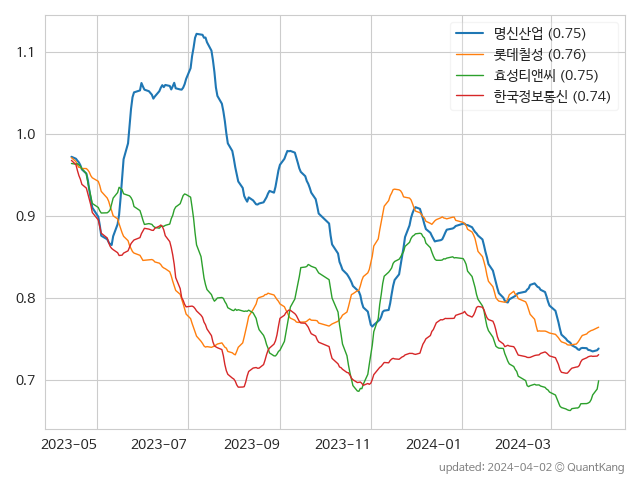 명신산업 (0.75)
롯데칠성 (0.76)
효성티앤씨 (0.75)
한국정보통신 (0.74)
1.1
1.0
0.9
0.8
0.7
2023-05 2023-07 2023-09 2023-11 2024-01 2024-03
updated: 2024-04-02 © QuantKang